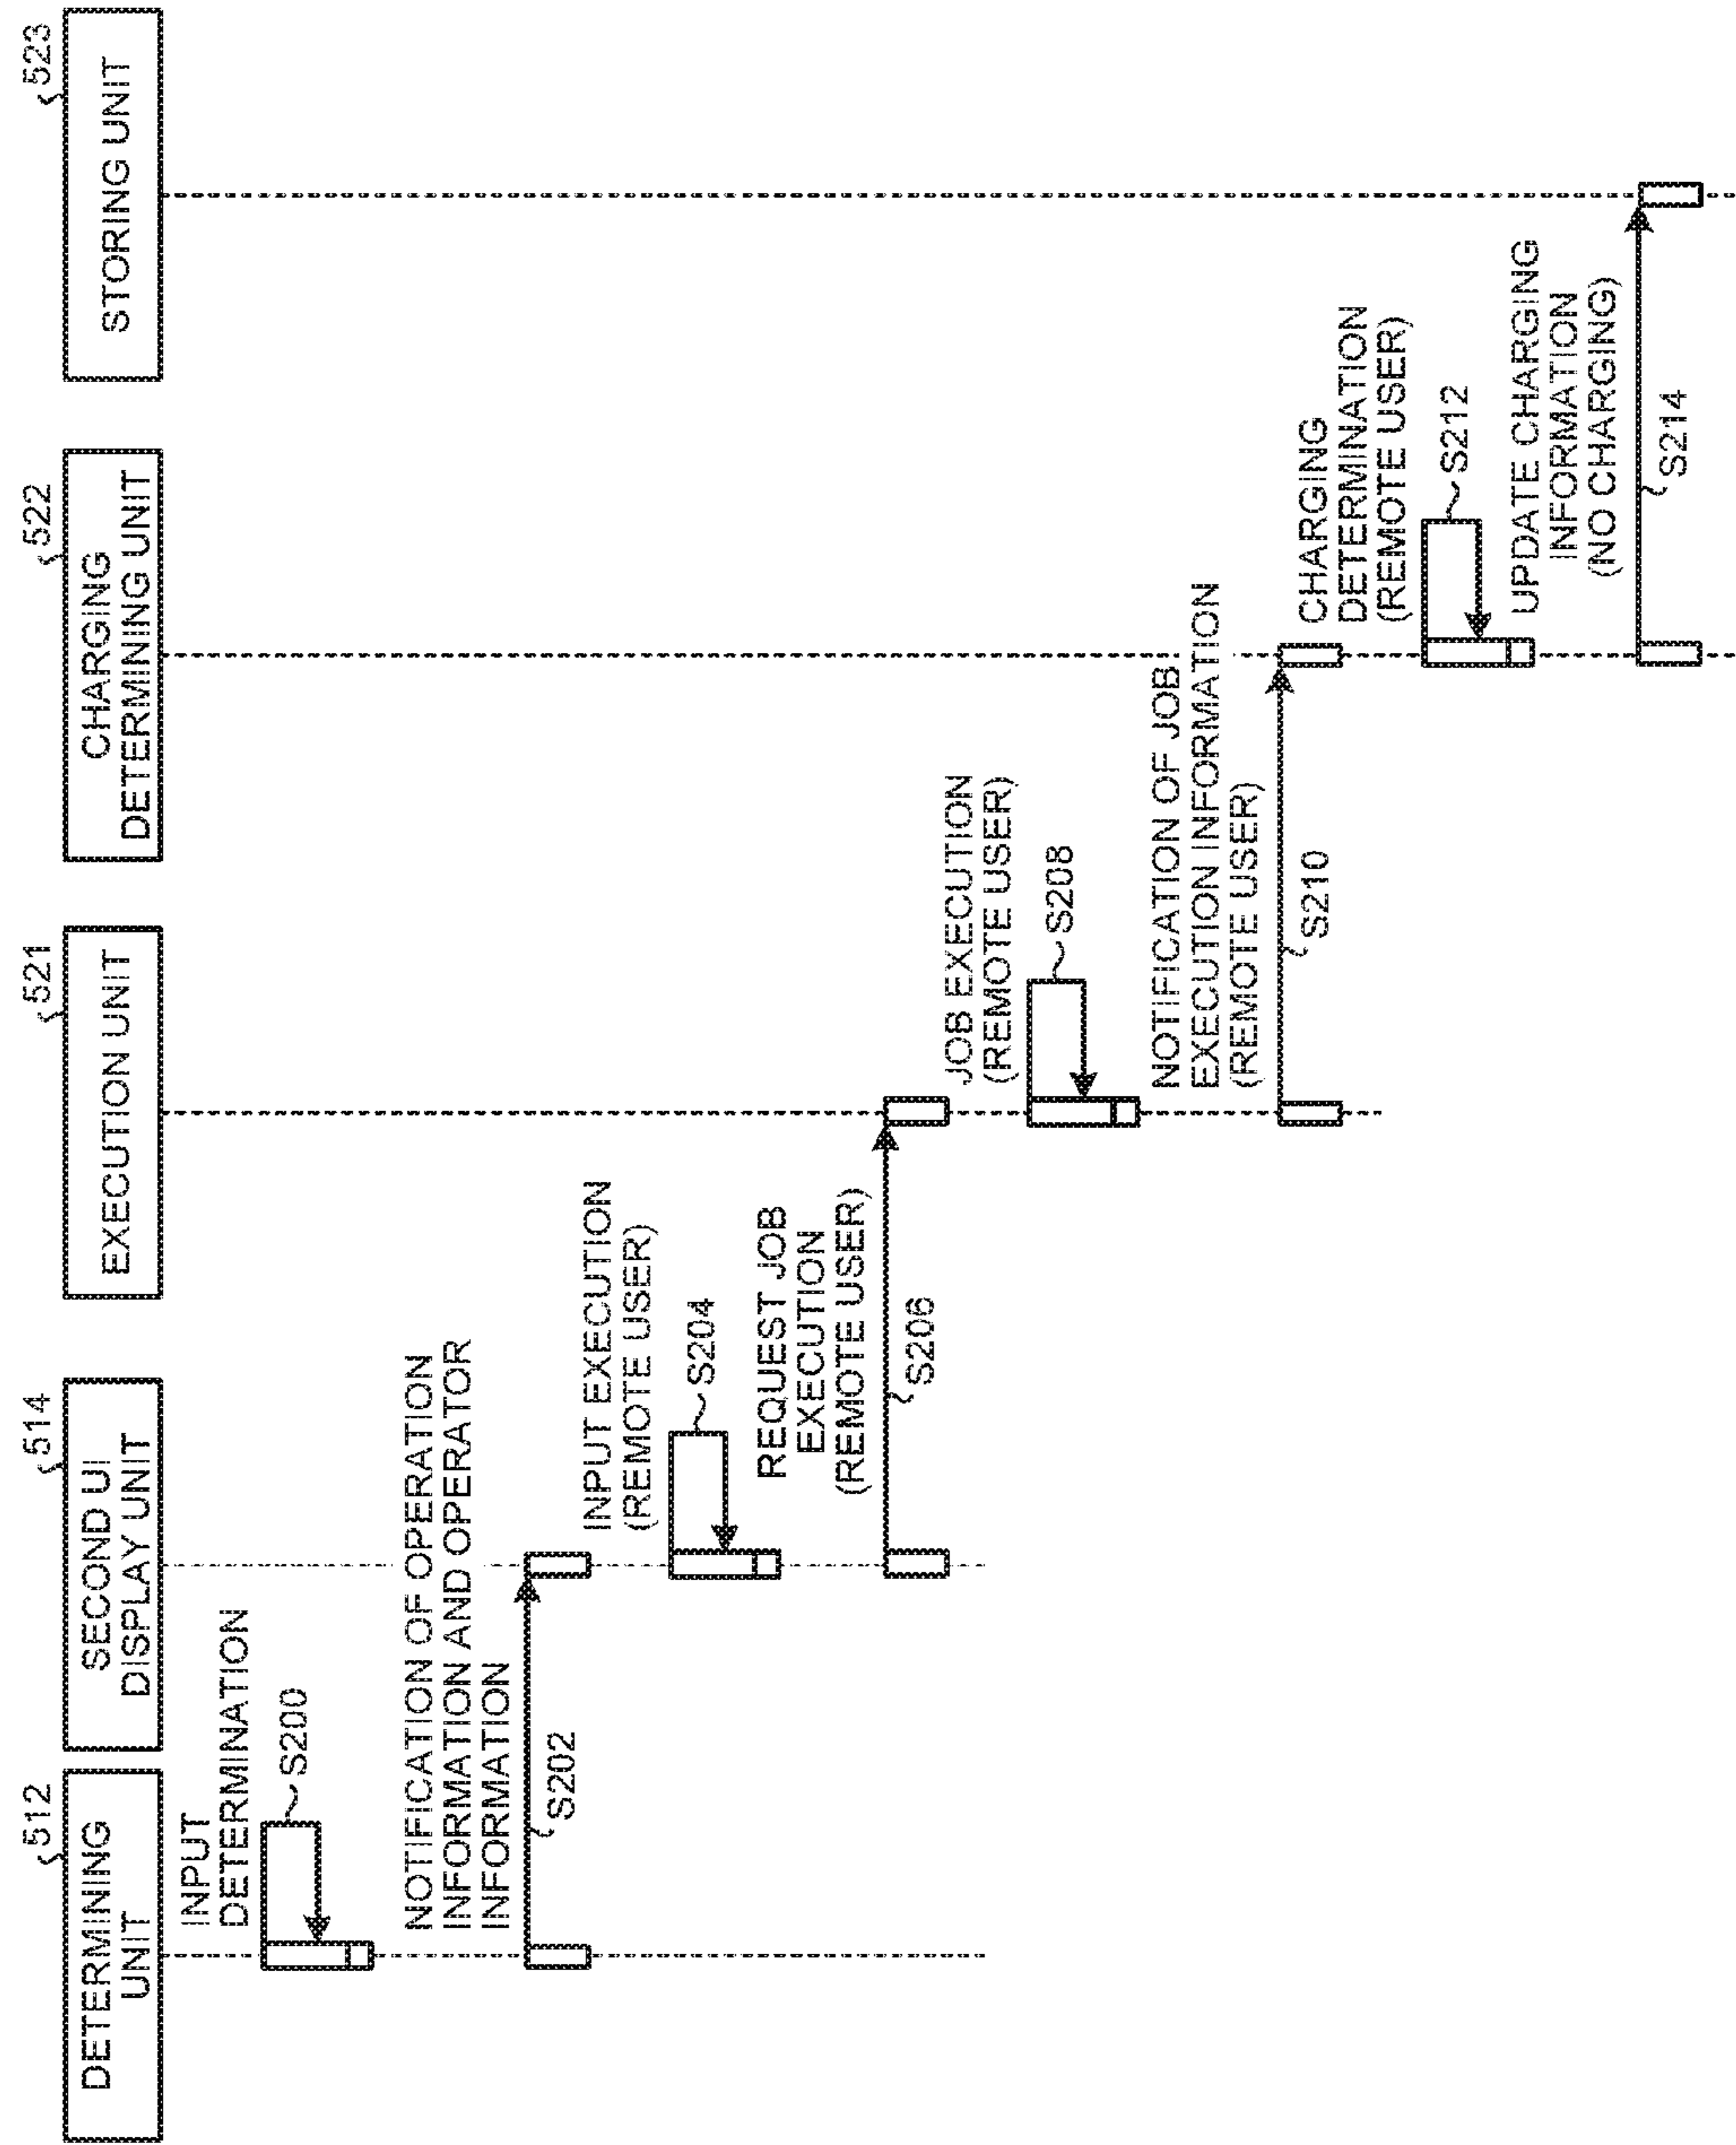 512
DETERMINING
UNIT
514
SECOND UI
DISPLAY UNIT
521
EXECUTION UNIT
522
CHARGING
DETERMINING UNIT
523
STORING UNIT
INPUT
DETERMINATION
S200
NOTIFICATION OF OPERATION
INFORMATION AND OPERATOR
INFORMATION
S202
INPUT EXECUTION
(REMOTE USER)
S204
REQUEST JOB
EXECUTION
(REMOTE USER)
S206
JOB EXECUTION
(REMOTE USER)
S208
NOTIFICATION OF JOB
EXECUTION INFORMATION
(REMOTE USER)
S210
CHARGING
DETERMINATION
(REMOTE USER)
S212
UPDATE CHARGING
INFORMATION
(NO CHARGING)
S214